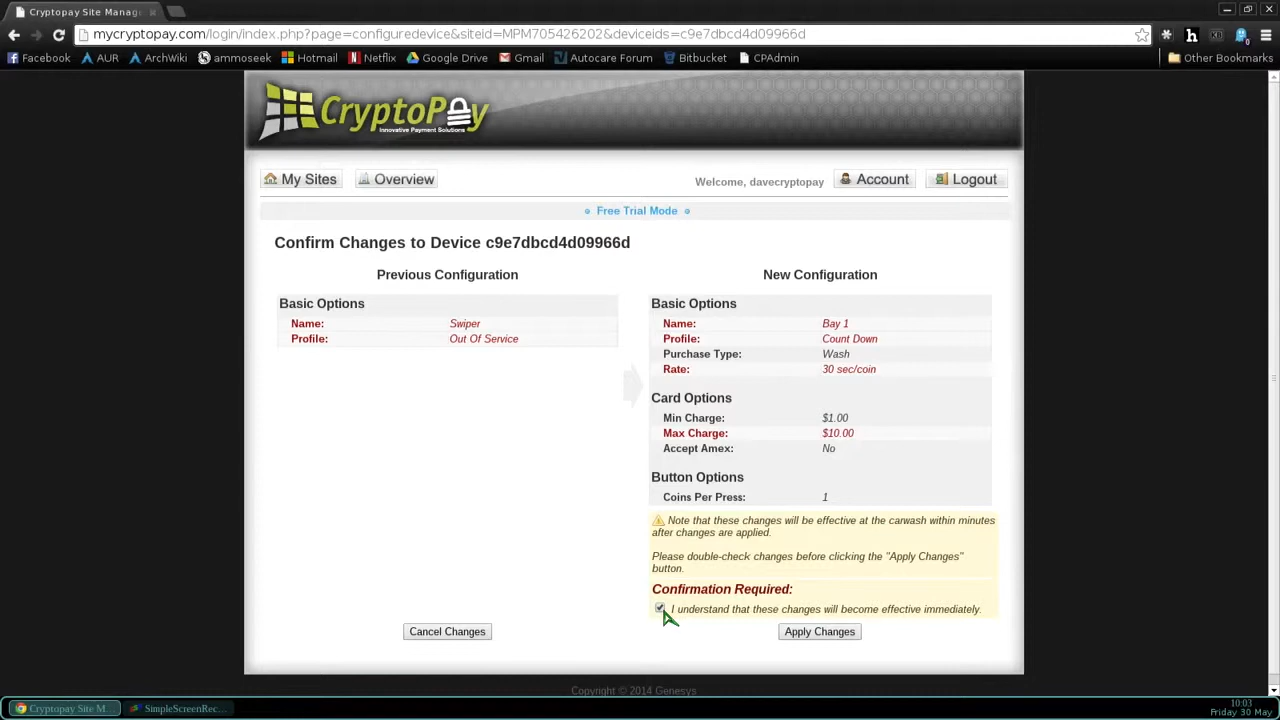 Cryptopay Site Manag
mycryptopay.com/login/index.php?page=configuredevice&siteid=MPM705426202&deviceids=c9e7dbcd4d09966d
Facebook AUR ArchWiki ammoseek Hotmail Netflix Google Drive Gmail Autocare Forum Bitbucket CPAdmin Other Bookmarks
CryptoPay
Innovative Payment Solutions
My Sites Overview Welcome, davecryptopay Account Logout
Free Trial Mode
Confirm Changes to Device c9e7dbcd4d09966d
Previous Configuration
Basic Options
Name: Swiper
Profile: Out Of Service
Cancel Changes
New Configuration
Basic Options
Name: Bay 1
Profile: Count Down
Purchase Type: Wash
Rate: 30 sec/coin
Card Options
Min Charge: $1.00
Max Charge: $10.00
Accept Amex: No
Button Options
Coins Per Press: 1
Note that these changes will be effective at the carwash within minutes
after changes are applied.
Please double-check changes before clicking the "Apply Changes"
button.
Confirmation Required:
I understand that these changes will become effective immediately.
Apply Changes
Copyright © 2014 Genesys
Cryptopay Site M... SimpleScreenRec...
10:03
Friday 30 May